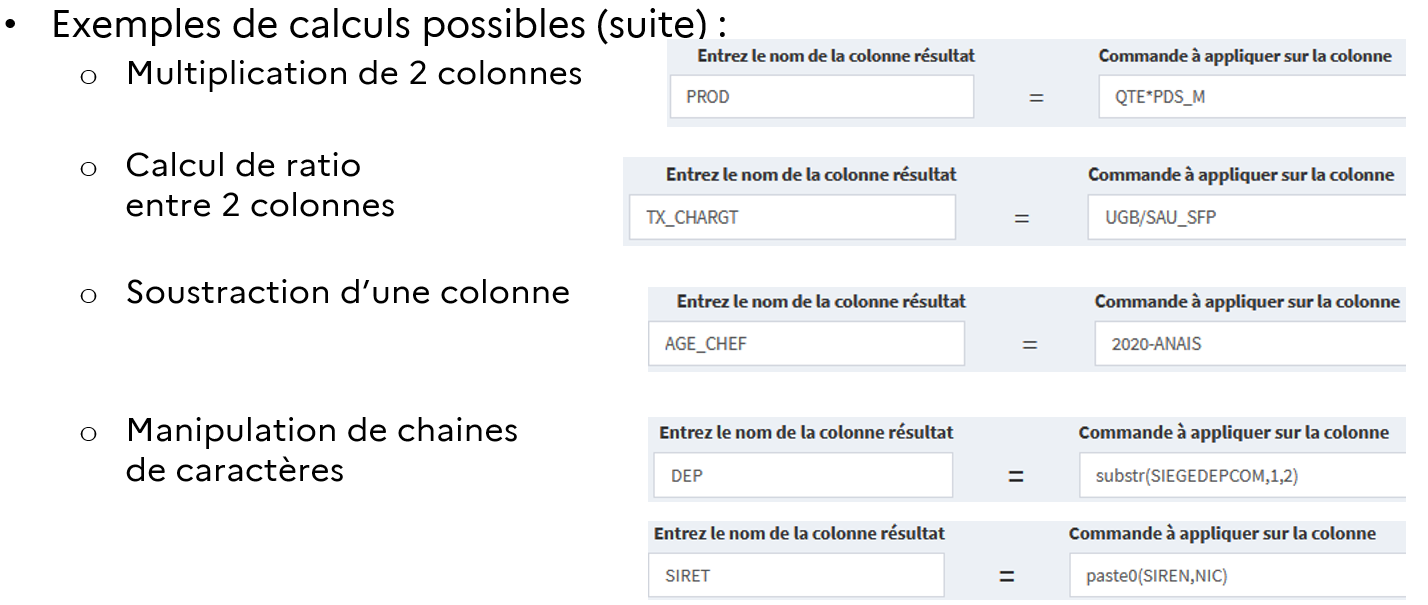 • Exemples de calculs possibles (suite) :
o Multiplication de 2 colonnes
Entrez le nom de la colonne résultat Commande à appliquer sur la colonne
PROD = QTE*PDS_M
o Calcul de ratio
entre 2 colonnes
Entrez le nom de la colonne résultat Commande à appliquer sur la colonne
TX_CHARGT = UGB/SAU_SFP
o Soustraction d’une colonne
Entrez le nom de la colonne résultat Commande à appliquer sur la colonne
AGE_CHEF = 2020-ANAIS
o Manipulation de chaines
de caractères
Entrez le nom de la colonne résultat Commande à appliquer sur la colonne
DEP = substr(SIEGEDEPCOM,1,2)
Entrez le nom de la colonne résultat Commande à appliquer sur la colonne
SIRET = paste0(SIREN,NIC)